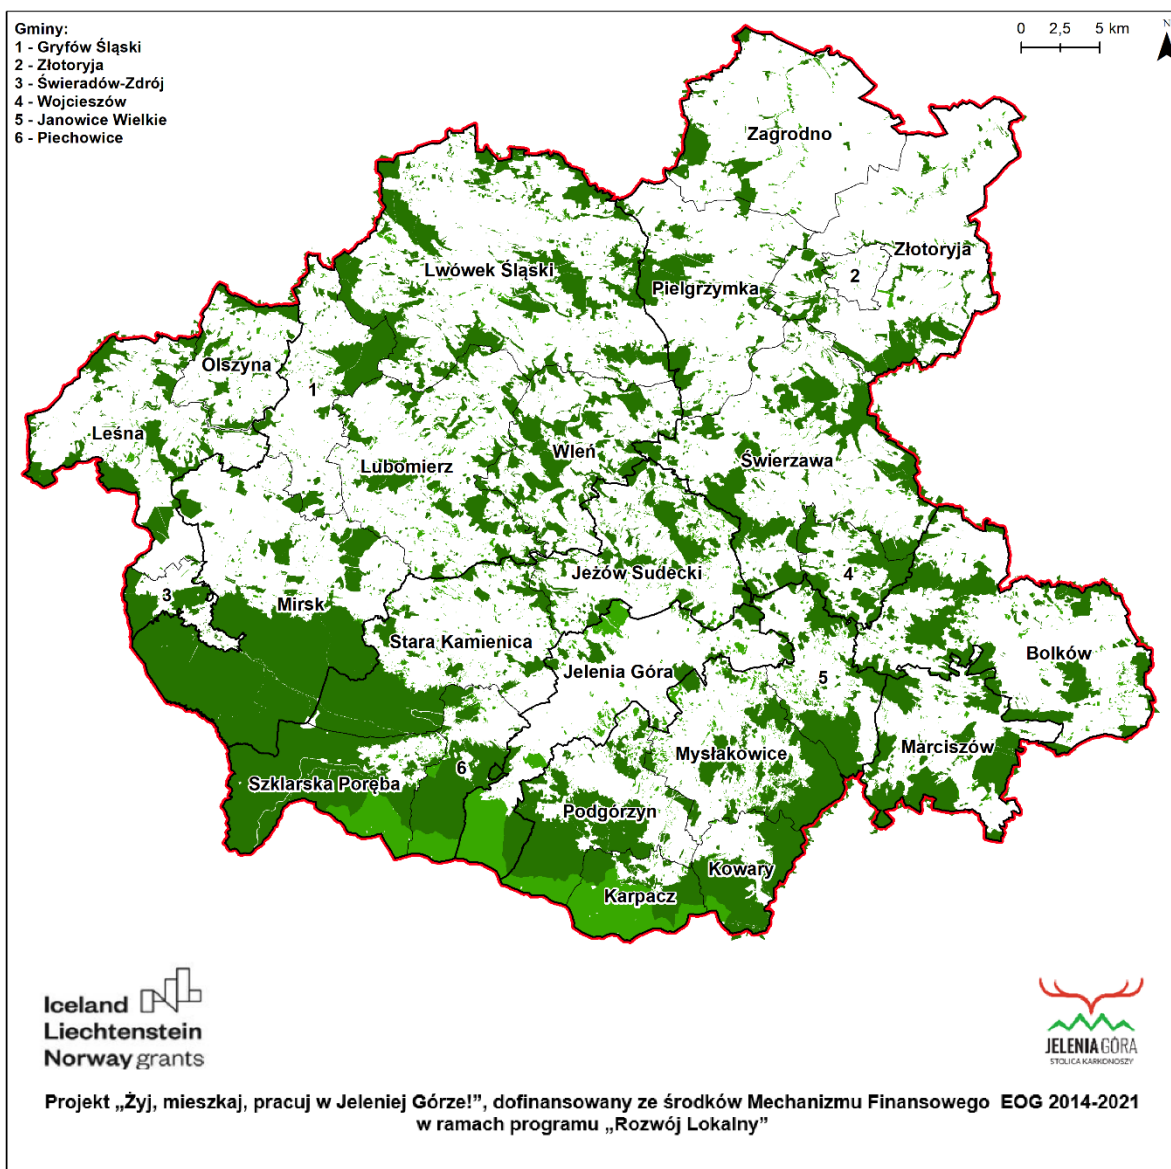 Gminy:
1 - Gryfów Śląski
2 - Złotoryja
3 - Świeradów-Zdrój
4 - Wojcieszów
5 - Janowice Wielkie
6 - Piechowice
0 2,5 5 km
N
Zagrodno
Złotoryja
2
Lwówek Śląski
Pielgrzymka
Olszyna
1
Leśna
Lubomierz
Wleń
Świerzawa
Jeżów Sudecki
4
3
Mirsk
Stara Kamienica
Bolków
Jelenia Góra
5
Marciszów
Mysłakowice
6
Szklarska Poręba
Podgórzyn
Kowary
Karpacz
Iceland
Liechtenstein
Norway grants
JELENIA GÓRA
STOLICA KARKONOSZY
Projekt „Żyj, mieszkaj, pracuj w Jeleniej Górze!”, dofinansowany ze środków Mechanizmu Finansowego EOG 2014-2021
w ramach programu „Rozwój Lokalny”